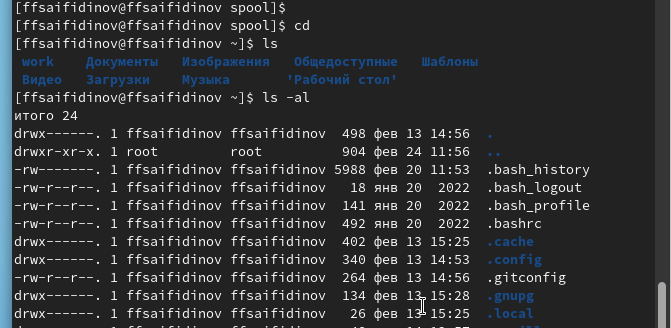 [ffsaifidinov@ffsaifidinov spool]$
[ffsaifidinov@ffsaifidinov spool]$ cd
[ffsaifidinov@ffsaifidinov ~]$ ls
work Документы Изображения Общедоступные Шаблоны
Видео Загрузки Музыка 'Рабочий стол'
[ffsaifidinov@ffsaifidinov ~]$ ls -al
итого 24
drwx------. 1 ffsaifidinov ffsaifidinov 498 фев 13 14:56 .
drwxr-xr-x. 1 root root 904 фев 24 11:56 ..
-rw-------. 1 ffsaifidinov ffsaifidinov 5988 фев 20 11:53 .bash_history
-rw-r--r--. 1 ffsaifidinov ffsaifidinov 18 янв 20 2022 .bash_logout
-rw-r--r--. 1 ffsaifidinov ffsaifidinov 141 янв 20 2022 .bash_profile
-rw-r--r--. 1 ffsaifidinov ffsaifidinov 492 янв 20 2022 .bashrc
drwx------. 1 ffsaifidinov ffsaifidinov 402 фев 13 15:25 .cache
drwx------. 1 ffsaifidinov ffsaifidinov 340 фев 13 14:53 .config
-rw-r--r--. 1 ffsaifidinov ffsaifidinov 264 фев 13 14:56 .gitconfig
drwx------. 1 ffsaifidinov ffsaifidinov 134 фев 13 15:28 .gnupg
drwx------. 1 ffsaifidinov ffsaifidinov 26 фев 13 15:25 .local